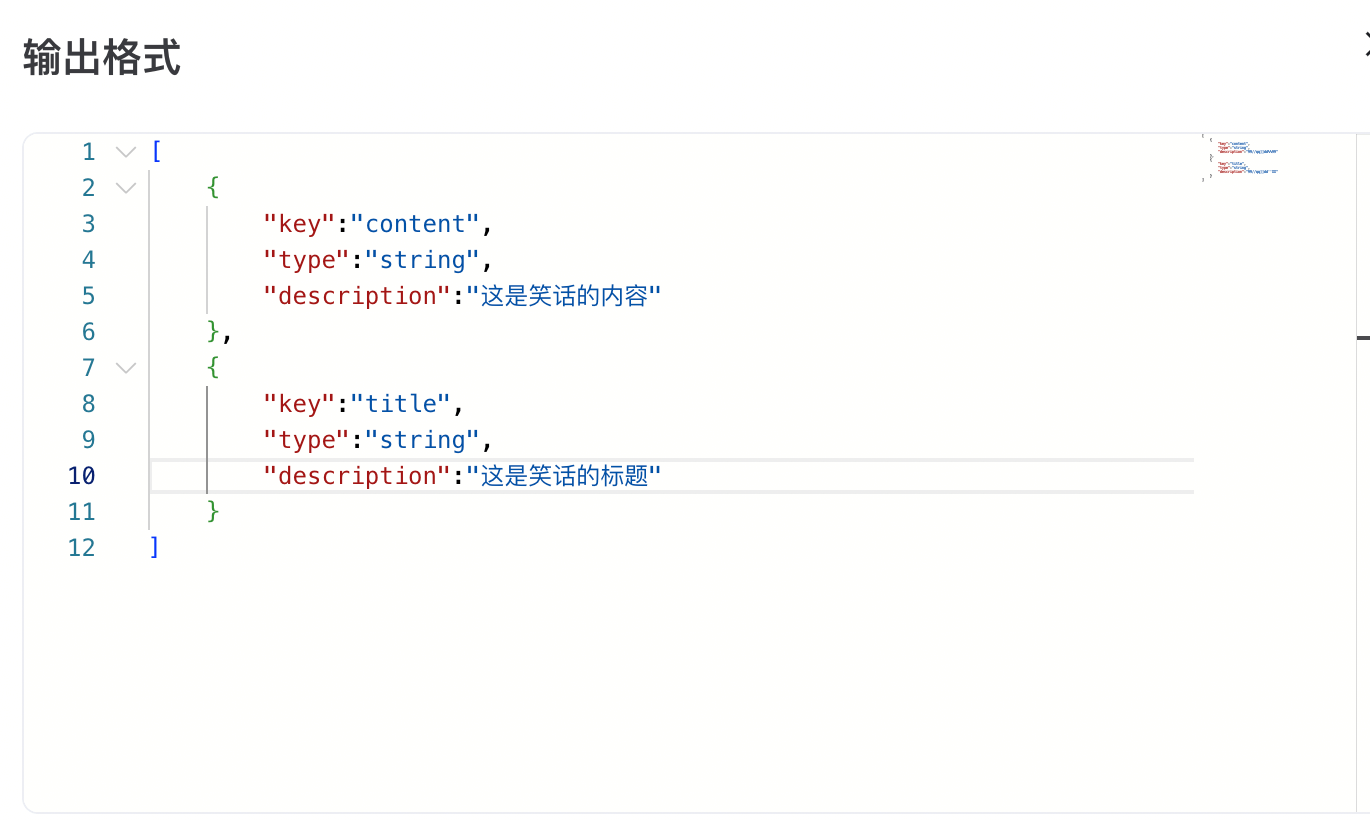 输出格式
1 [
2 {
3 "key":"content",
4 "type":"string",
5 "description":"这是笑话的内容"
6 },
7 {
8 "key":"title",
9 "type":"string",
10 "description":"这是笑话的标题"
11 }
12 ]